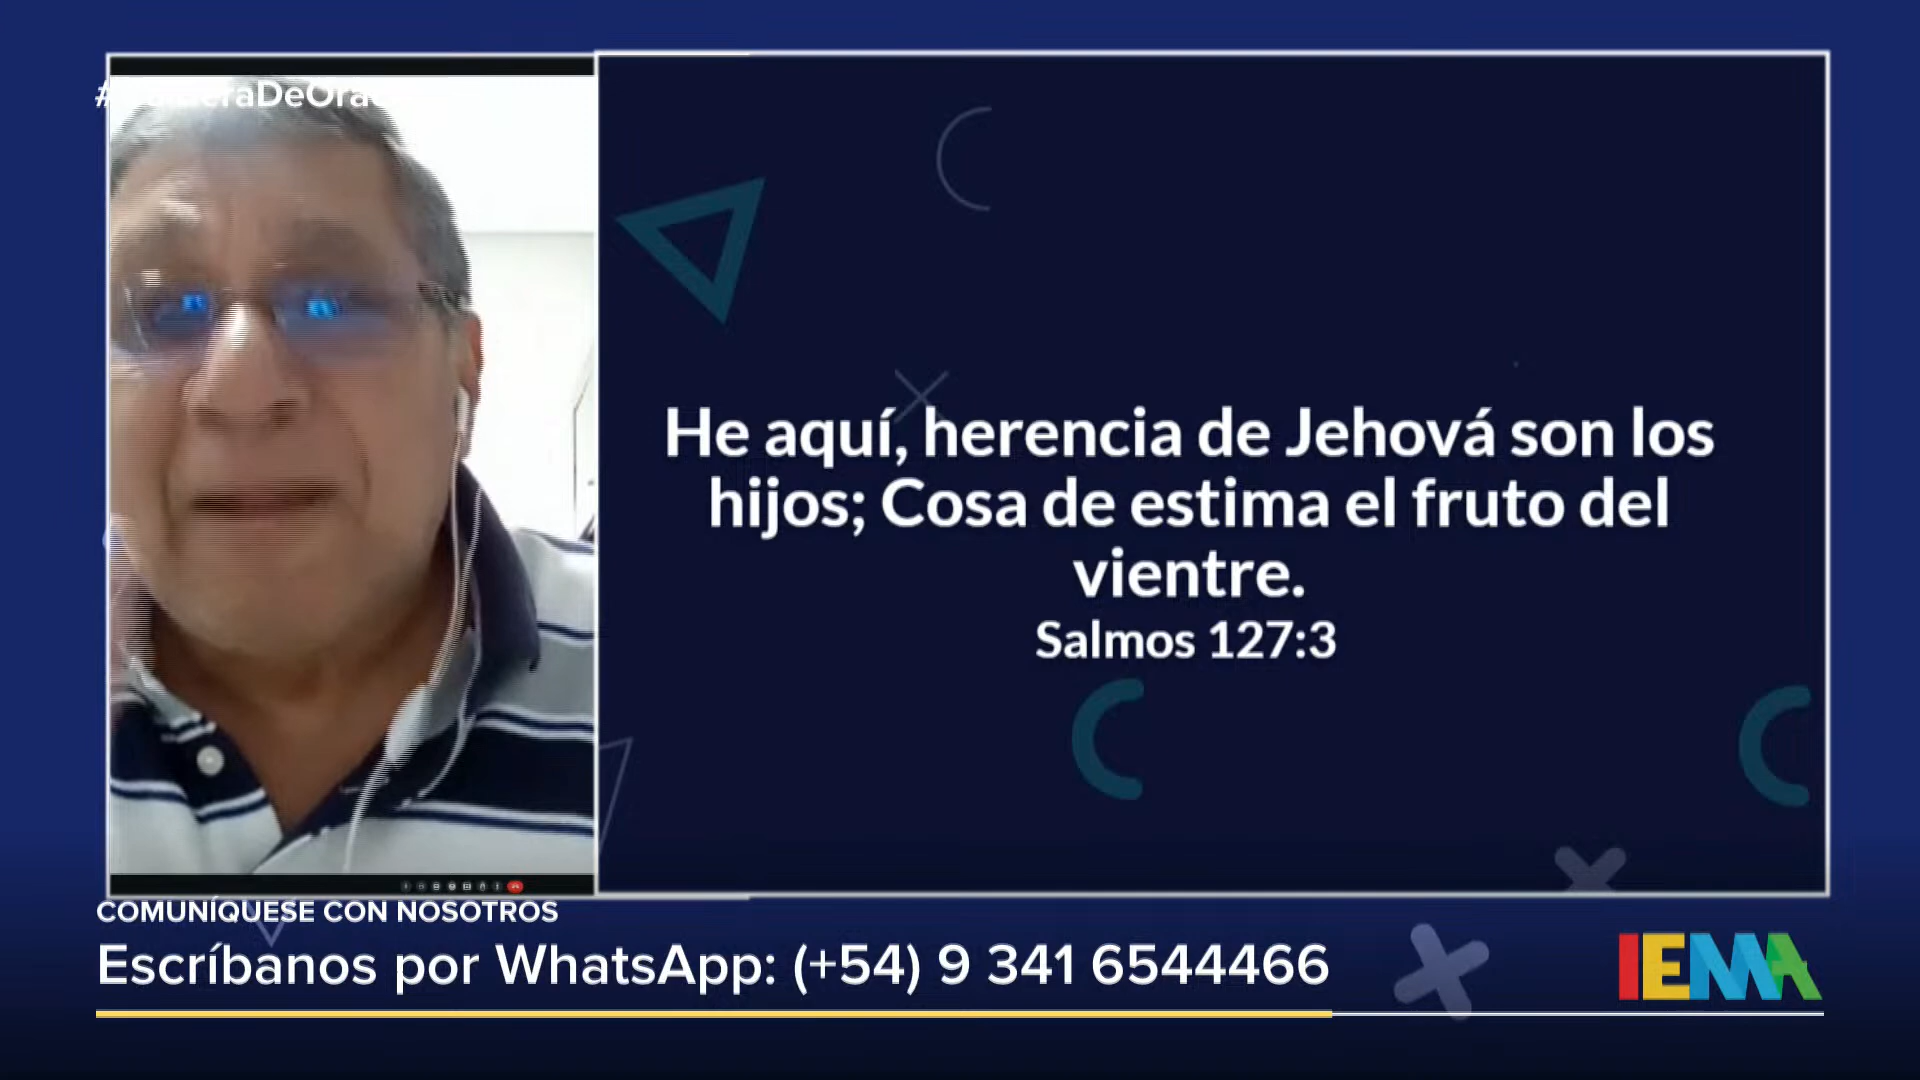 He aquí, herencia de Jehová son los
hijos; Cosa de estima el fruto del
vientre.
Salmos 127:3
COMUNÍQUESE CON NOSOTROS
Escríbanos por WhatsApp: (+54) 9 341 6544466
IEMA